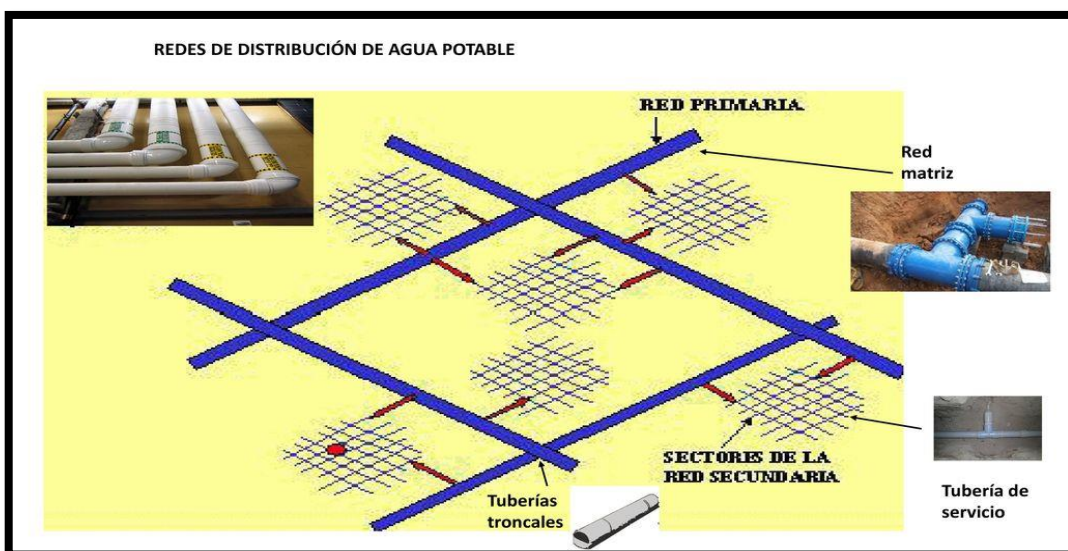 REDES DE DISTRIBUCIÓN DE AGUA POTABLE
RED PRIMARIA
Red
matriz
SECTORES DE LA
RED SECUNDARIA
Tuberías
troncales
Tubería de
servicio